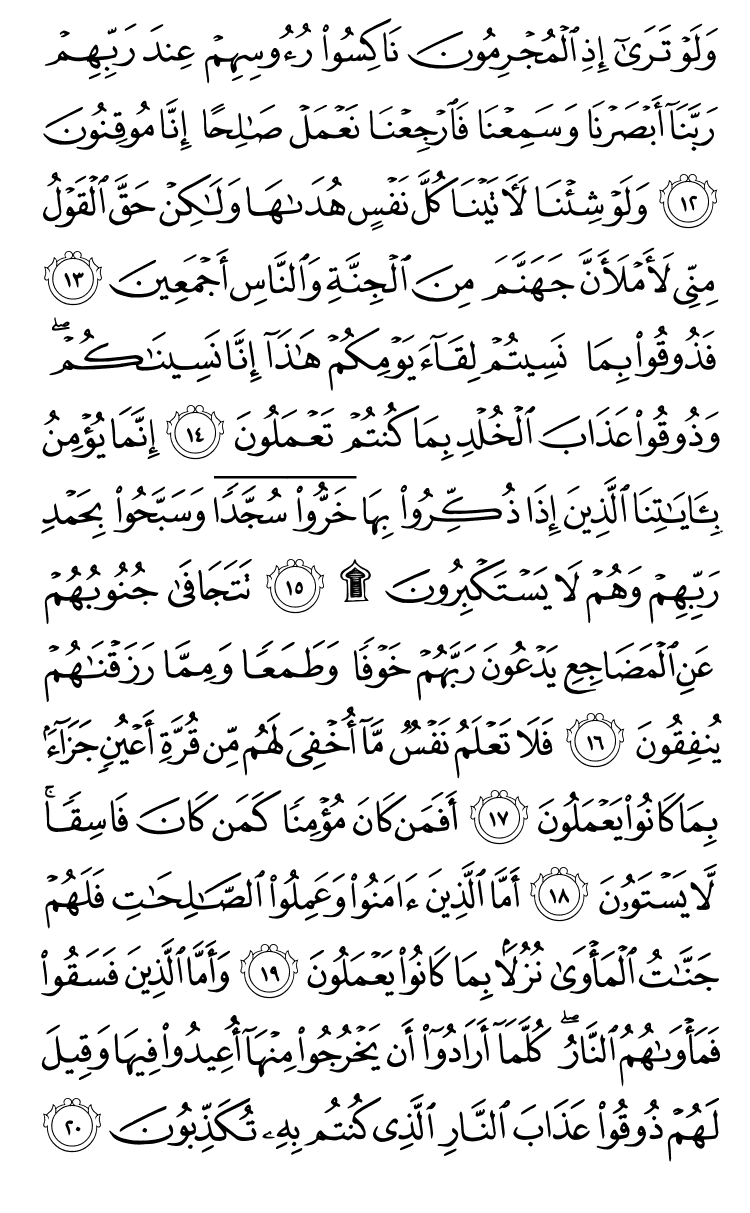 وَلَوۡ تَرَىٰٓ إِذِ ٱلۡمُجۡرِمُونَ نَاكِسُواْ رُءُوسِهِمۡ عِندَ رَبِّهِمۡ
رَبَّنَآ أَبۡصَرۡنَا وَسَمِعۡنَا فَٱرۡجِعۡنَا نَعۡمَلۡ صَٰلِحًا إِنَّا مُوقِنُونَ
١٢ وَلَوۡ شِئۡنَا لَأٓتَيۡنَا كُلَّ نَفۡسٍ هُدَىٰهَا وَلَٰكِنۡ حَقَّ ٱلۡقَوۡلُ
مِنِّي لَأَمۡلَأَنَّ جَهَنَّمَ مِنَ ٱلۡجِنَّةِ وَٱلنَّاسِ أَجۡمَعِينَ ١٣
فَذُوقُواْ بِمَا نَسِيتُمۡ لِقَآءَ يَوۡمِكُمۡ هَٰذَآ إِنَّا نَسِينَٰكُمۡۖ
وَذُوقُواْ عَذَابَ ٱلۡخُلۡدِ بِمَا كُنتُمۡ تَعۡمَلُونَ ١٤ إِنَّمَا يُؤۡمِنُ
بِـَٔايَٰتِنَا ٱلَّذِينَ إِذَا ذُكِّرُواْ بِهَا خَرُّواْۤ سُجَّدٗاۤ وَسَبَّحُواْ بِحَمۡدِ
رَبِّهِمۡ وَهُمۡ لَا يَسۡتَكۡبِرُونَ ۩ ١٥ تَتَجَافَىٰ جُنُوبُهُمۡ
عَنِ ٱلۡمَضَاجِعِ يَدۡعُونَ رَبَّهُمۡ خَوۡفٗا وَطَمَعٗا وَمِمَّا رَزَقۡنَٰهُمۡ
يُنفِقُونَ ١٦ فَلَا تَعۡلَمُ نَفۡسٞ مَّآ أُخۡفِيَ لَهُم مِّن قُرَّةِ أَعۡيُنٖ جَزَآءَۢ
بِمَا كَانُواْ يَعۡمَلُونَ ١٧ أَفَمَن كَانَ مُؤۡمِنٗا كَمَن كَانَ فَاسِقٗاۚ
لَّا يَسۡتَوُۥنَ ١٨ أَمَّا ٱلَّذِينَ ءَامَنُواْ وَعَمِلُواْ ٱلصَّٰلِحَٰتِ فَلَهُمۡ
جَنَّٰتُ ٱلۡمَأۡوَىٰ نُزُلَۢا بِمَا كَانُواْ يَعۡمَلُونَ ١٩ وَأَمَّا ٱلَّذِينَ فَسَقُواْ
فَمَأۡوَىٰهُمُ ٱلنَّارُۖ كُلَّمَآ أَرَادُوٓاْ أَن يَخۡرُجُواْ مِنۡهَآ أُعِيدُواْ فِيهَا وَقِيلَ
لَهُمۡ ذُوقُواْ عَذَابَ ٱلنَّارِ ٱلَّذِي كُنتُم بِهِۦ تُكَذِّبُونَ ٢٠